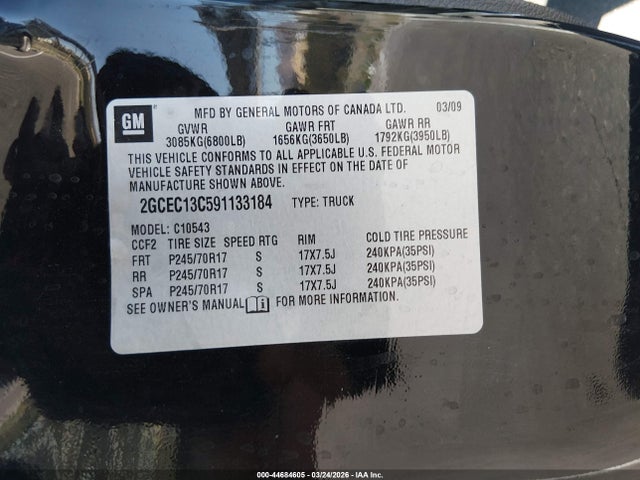 GM
MFD BY GENERAL MOTORS OF CANADA LTD. 03/09
GVWR GAWR FRT GAWR RR
3085KG(6800LB) 1656KG(3650LB) 1792KG(3950LB)
THIS VEHICLE CONFORMS TO ALL APPLICABLE U.S. FEDERAL MOTOR
VEHICLE SAFETY STANDARDS IN EFFECT ON THE DATE OF
MANUFACTURE SHOWN ABOVE.
2GCEC13C591133184 TYPE: TRUCK
MODEL: C10543
CCF2 TIRE SIZE SPEED RTG RIM COLD TIRE PRESSURE
FRT P245/70R17 S 17X7.5J 240KPA(35PSI)
RR P245/70R17 S 17X7.5J 240KPA(35PSI)
SPA P245/70R17 S 17X7.5J 240KPA(35PSI)
SEE OWNER'S MANUAL FOR MORE INFORMATION.
000-44684605 - 03/24/2026 - IAA Inc.